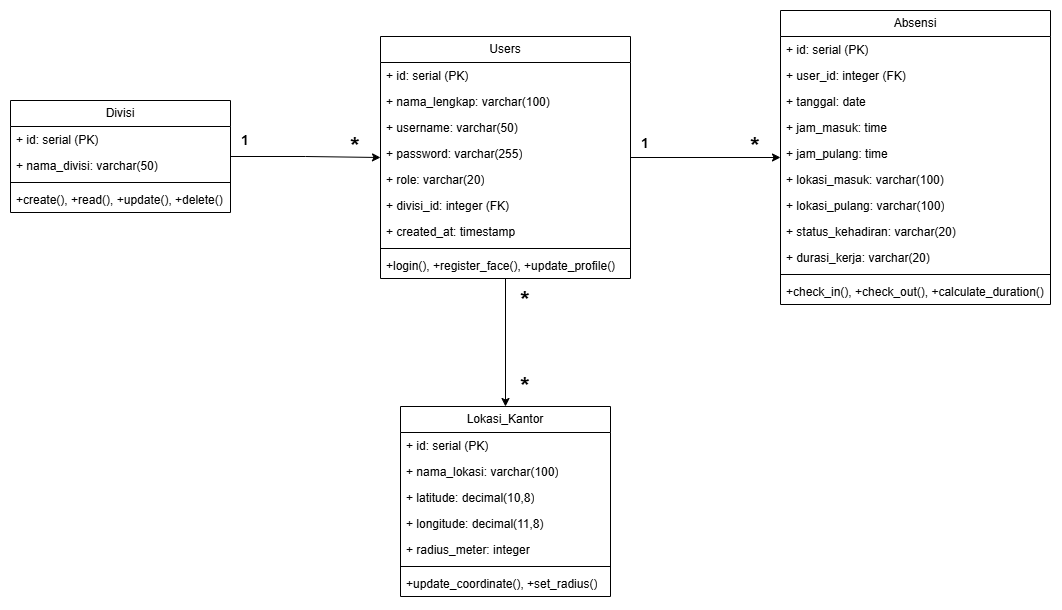 Divisi
+ id: serial (PK)
+ nama_divisi: varchar(50)
+create(), +read(), +update(), +delete()
1
*
Users
+ id: serial (PK)
+ nama_lengkap: varchar(100)
+ username: varchar(50)
+ password: varchar(255)
+ role: varchar(20)
+ divisi_id: integer (FK)
+ created_at: timestamp
+login(), +register_face(), +update_profile()
1
*
Absensi
+ id: serial (PK)
+ user_id: integer (FK)
+ tanggal: date
+ jam_masuk: time
+ jam_pulang: time
+ lokasi_masuk: varchar(100)
+ lokasi_pulang: varchar(100)
+ status_kehadiran: varchar(20)
+ durasi_kerja: varchar(20)
+check_in(), +check_out(), +calculate_duration()
*
*
Lokasi_Kantor
+ id: serial (PK)
+ nama_lokasi: varchar(100)
+ latitude: decimal(10,8)
+ longitude: decimal(11,8)
+ radius_meter: integer
+update_coordinate(), +set_radius()